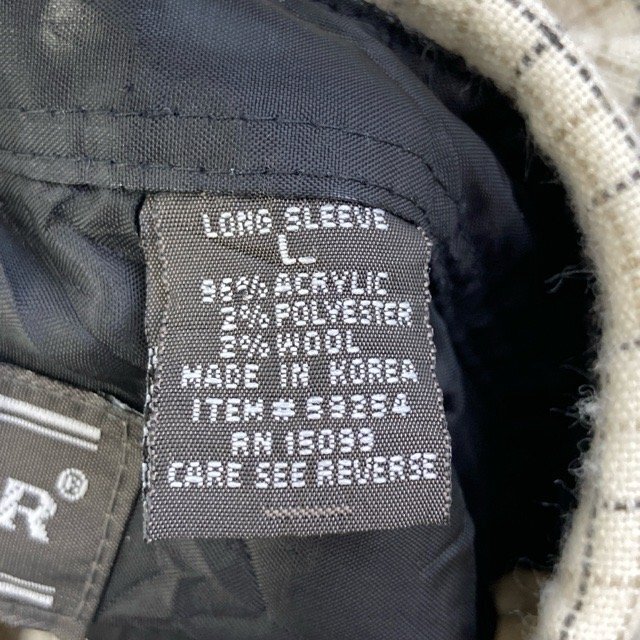 LONG SLEEVE
L
96% ACRYLIC
2% POLYESTER
2% WOOL
MADE IN KOREA
ITEM # 59254
RN 15099
CARE SEE REVERSE
R®